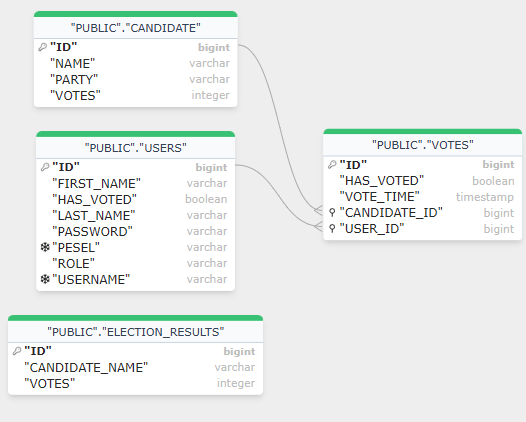 "PUBLIC"."CANDIDATE"
"ID" bigint
"NAME" varchar
"PARTY" varchar
"VOTES" integer
"PUBLIC"."USERS"
"ID" bigint
"FIRST_NAME" varchar
"HAS_VOTED" boolean
"LAST_NAME" varchar
"PASSWORD" varchar
"PESEL" varchar
"ROLE" varchar
"USERNAME" varchar
"PUBLIC"."VOTES"
"ID" bigint
"HAS_VOTED" boolean
"VOTE_TIME" timestamp
"CANDIDATE_ID" bigint
"USER_ID" bigint
"PUBLIC"."ELECTION_RESULTS"
"ID" bigint
"CANDIDATE_NAME" varchar
"VOTES" integer